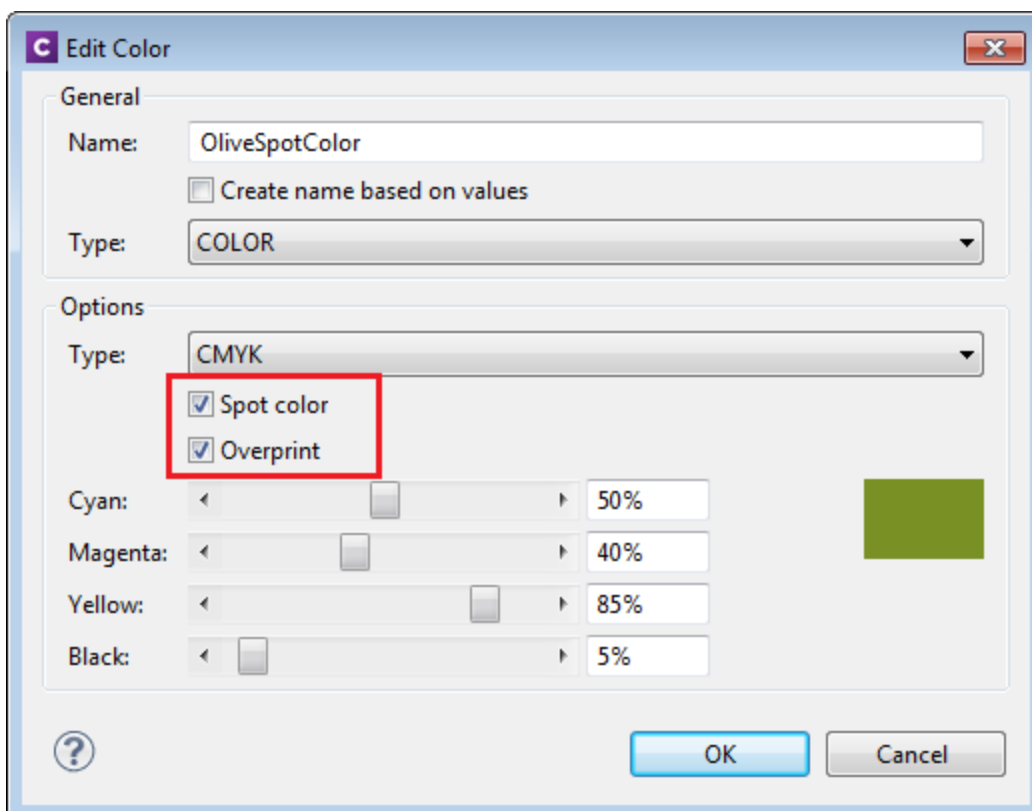 C Edit Color
General
Name: OliveSpotColor
Create name based on values
Type: COLOR
Options
Type: CMYK
Spot color
Overprint
Cyan: 50%
Magenta: 40%
Yellow: 85%
Black: 5%
? OK Cancel